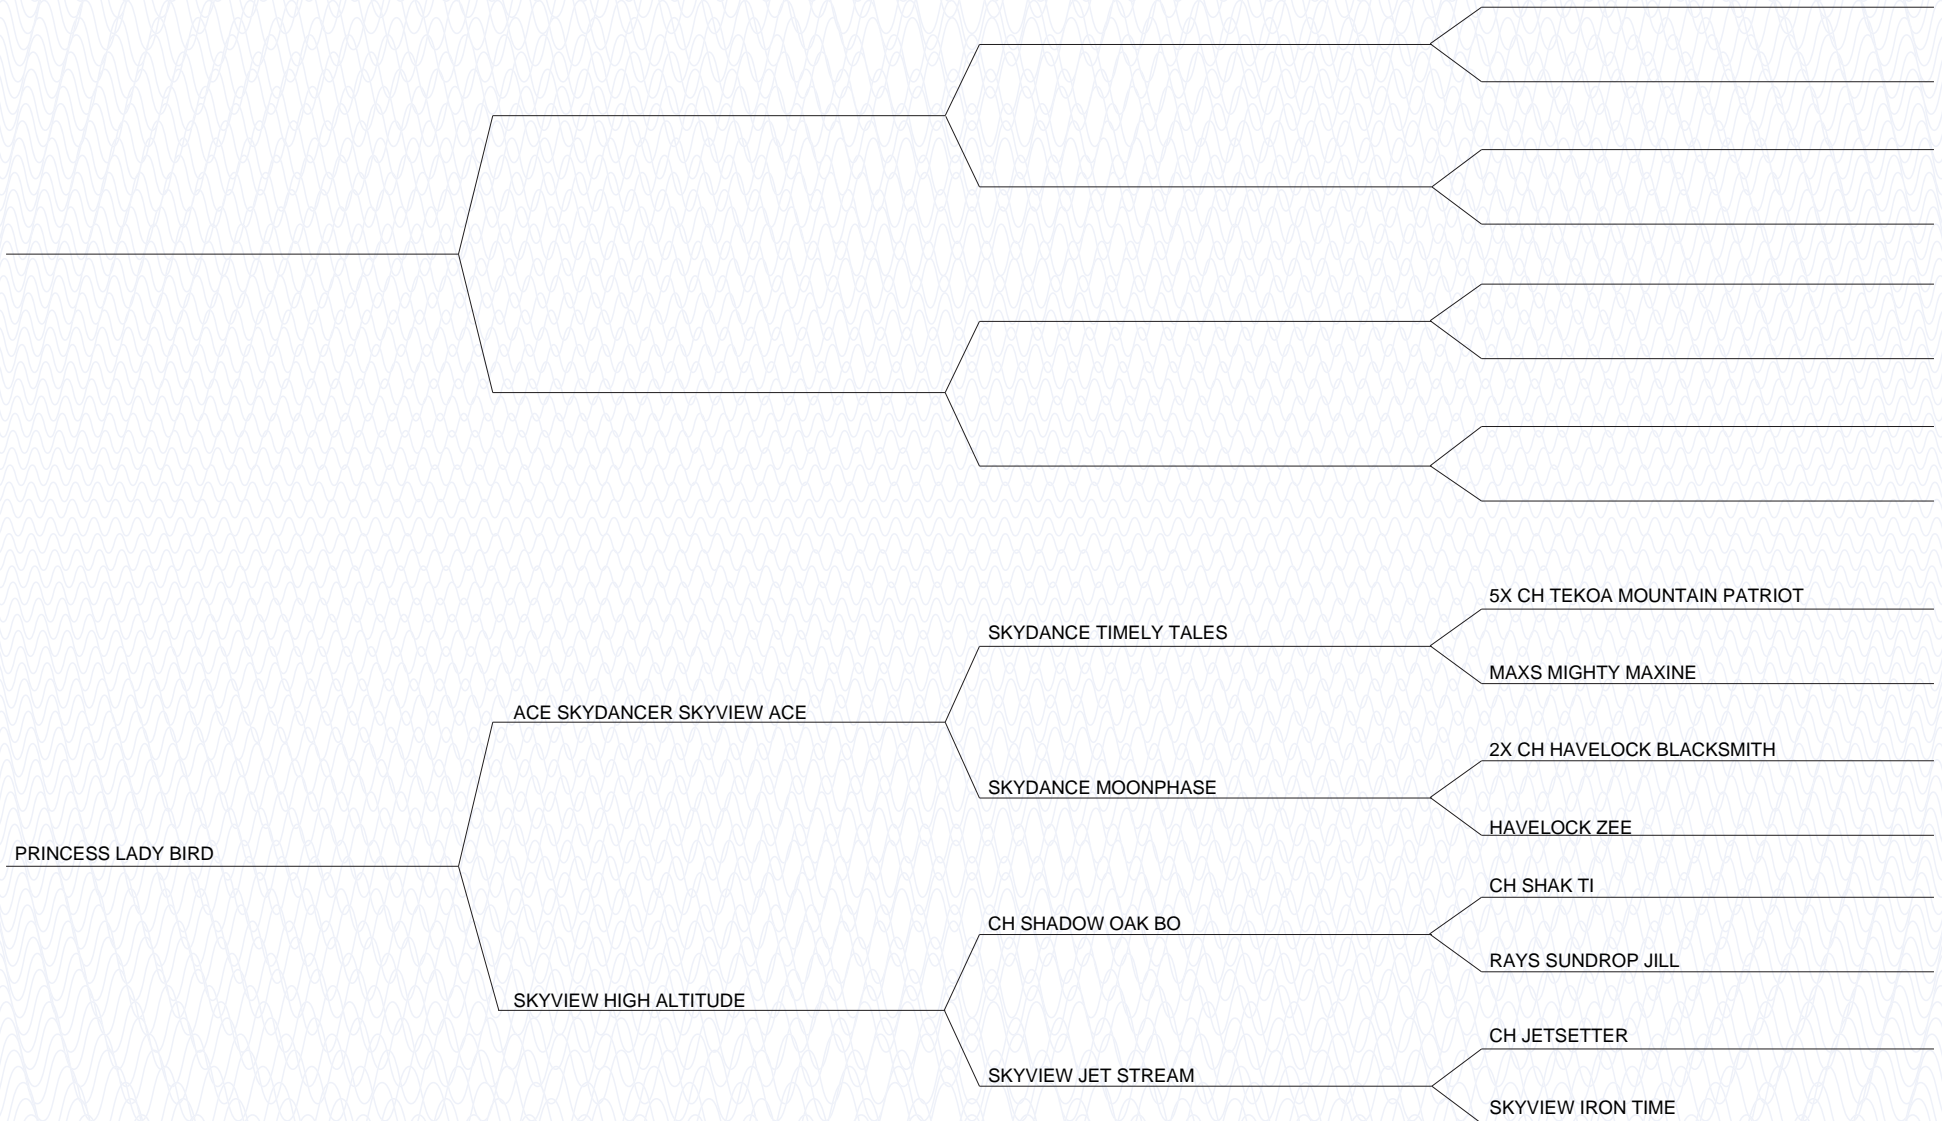 5X CH TEKOA MOUNTAIN PATRIOT
SKYDANCE TIMELY TALES
MAXS MIGHTY MAXINE
ACE SKYDANCER SKYVIEW ACE
2X CH HAVELOCK BLACKSMITH
SKYDANCE MOONPHASE
HAVELOCK ZEE
PRINCESS LADY BIRD
CH SHAK TI
CH SHADOW OAK BO
RAYS SUNDROP JILL
SKYVIEW HIGH ALTITUDE
CH JETSETTER
SKYVIEW JET STREAM
SKYVIEW IRON TIME